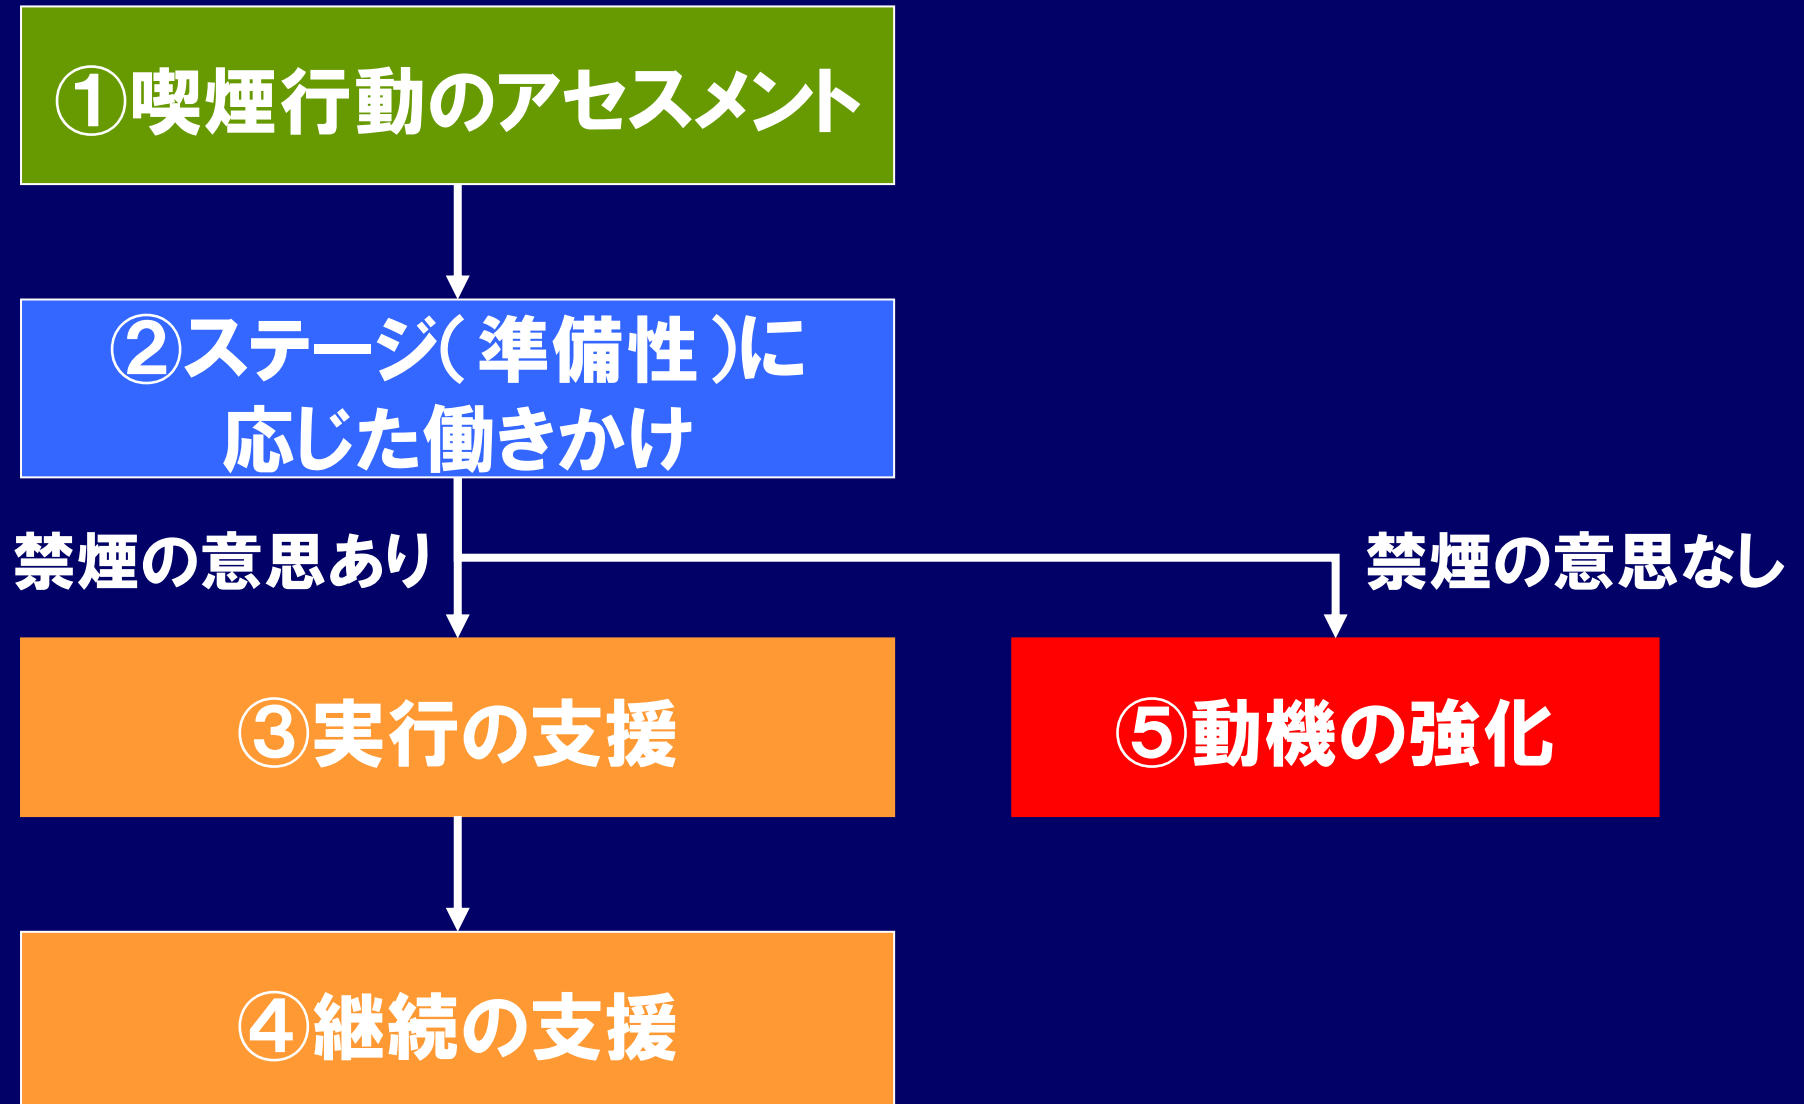 ①喫煙行動のアセスメント
②ステージ(準備性)に
応じた働きかけ
禁煙の意思あり
禁煙の意思なし
③実行の支援
⑤動機の強化
④継続の支援